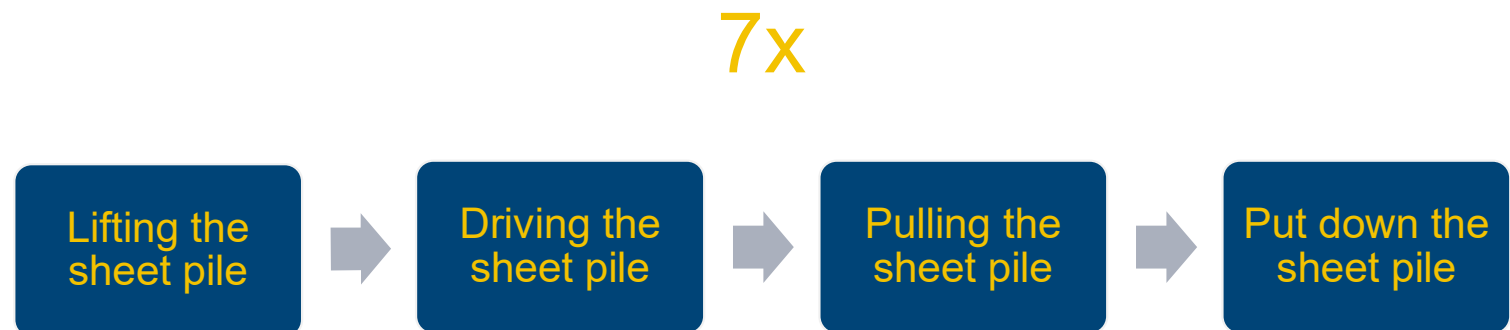 7x
Lifting the
sheet pile
Driving the
sheet pile
Pulling the
sheet pile
Put down the
sheet pile